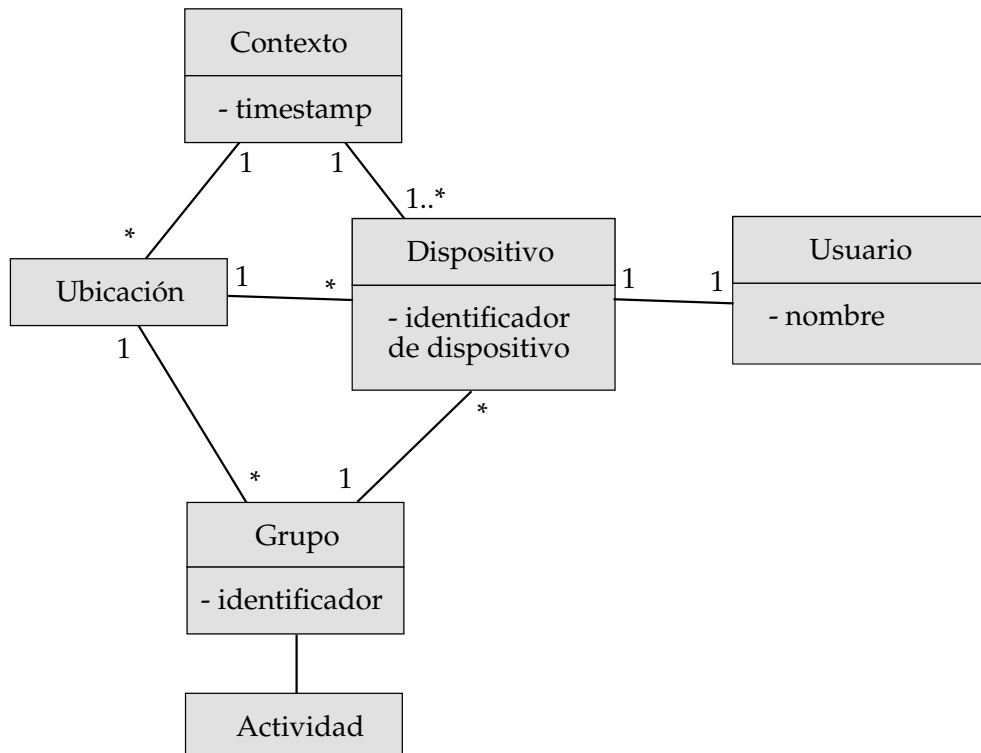 Contexto
- timestamp
1
1
*
1..*
Dispositivo
- identificador
de dispositivo
Usuario
- nombre
Ubicación
1
*
1
1
1
*
*
1
Grupo
- identificador
Actividad